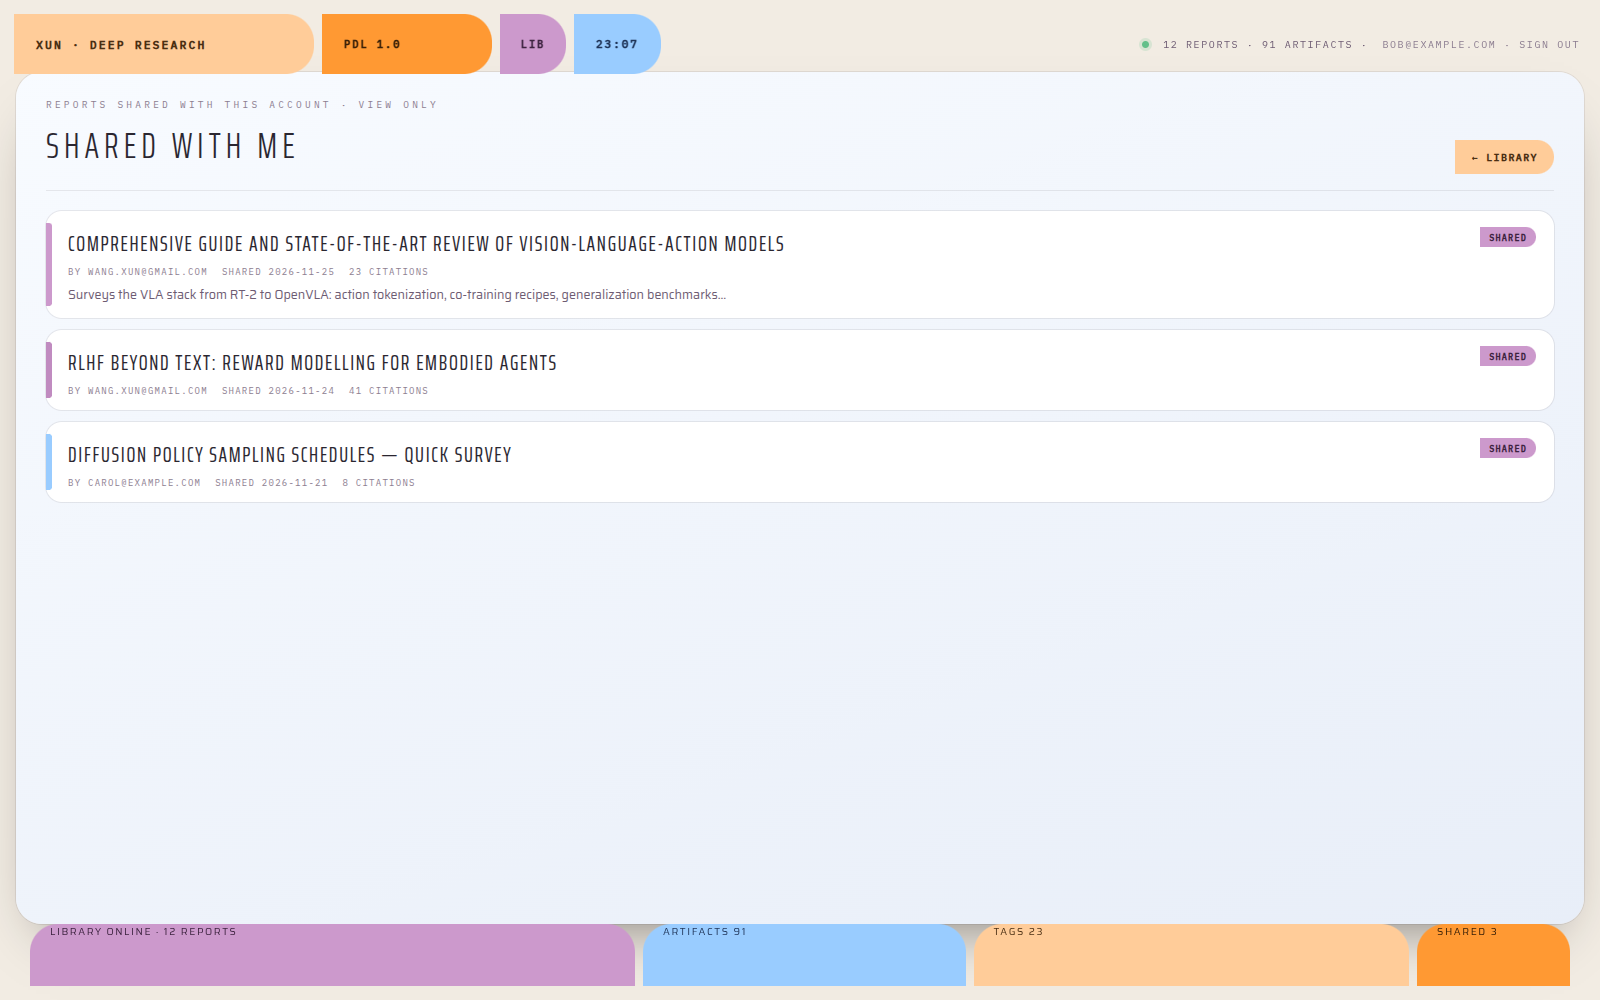 XUN · DEEP RESEARCH
PDL 1.0
LIB
23:07
12 REPORTS · 91 ARTIFACTS · BOB@EXAMPLE.COM · SIGN OUT
REPORTS SHARED WITH THIS ACCOUNT · VIEW ONLY
SHARED WITH ME
← LIBRARY
COMPREHENSIVE GUIDE AND STATE-OF-THE-ART REVIEW OF VISION-LANGUAGE-ACTION MODELS
SHARED
BY WANG.XUN@GMAIL.COM SHARED 2026-11-25 23 CITATIONS
Surveys the VLA stack from RT-2 to OpenVLA: action tokenization, co-training recipes, generalization benchmarks…
RLHF BEYOND TEXT: REWARD MODELLING FOR EMBODIED AGENTS
SHARED
BY WANG.XUN@GMAIL.COM SHARED 2026-11-24 41 CITATIONS
DIFFUSION POLICY SAMPLING SCHEDULES — QUICK SURVEY
SHARED
BY CAROL@EXAMPLE.COM SHARED 2026-11-21 8 CITATIONS
LIBRARY ONLINE · 12 REPORTS
ARTIFACTS 91
TAGS 23
SHARED 3